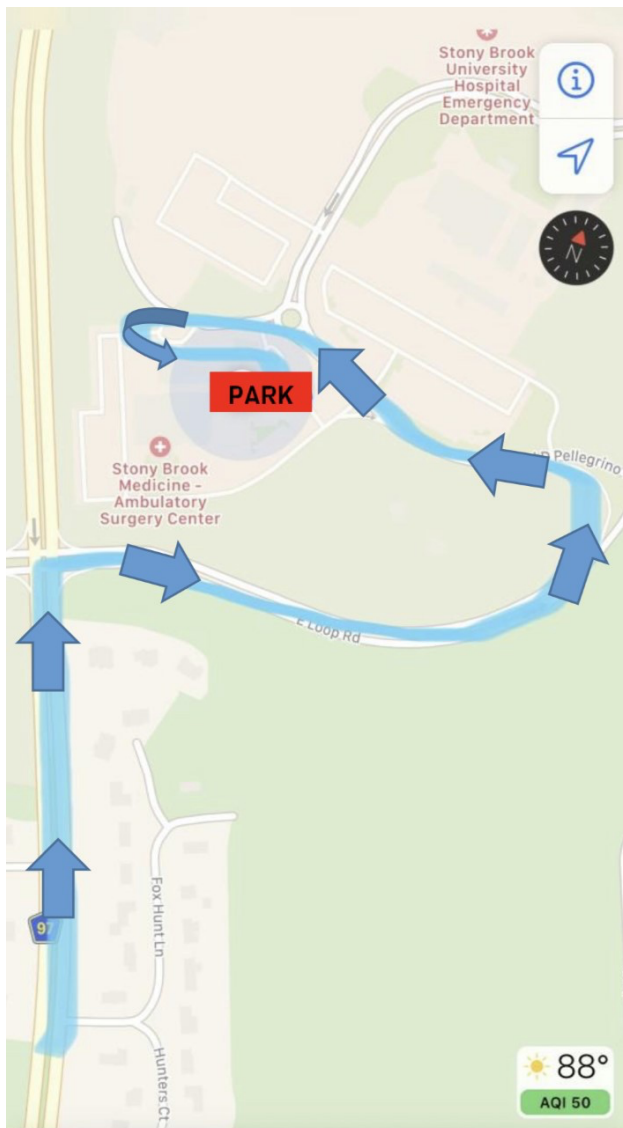 Stony Brook
University
Hospital
Emergency
Department
N
PARK
Stony Brook
Medicine -
Ambulatory
Surgery Center
D Pellegrino
E Loop Rd
97
Fox Hunt Ln
Hunters Ct
88°
AQI 50